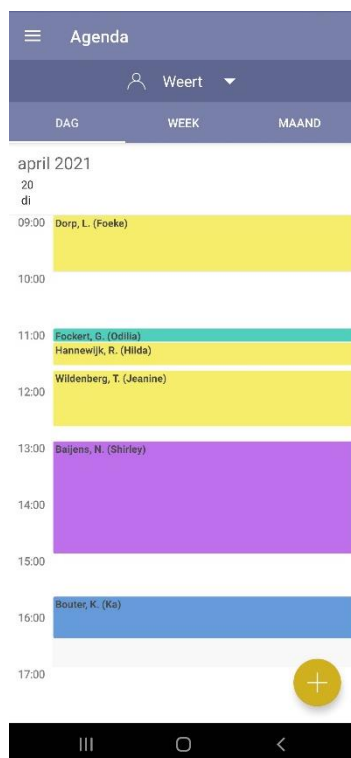 Agenda
Weert
DAG WEEK MAAND
april 2021
20
di
09:00 Dorp, L. (Foeke)
10:00
11:00 Fockert, G. (Odilia)
Hannewijk, R. (Hilda)
Wildenberg, T. (Jeanine)
12:00
13:00 Baijens, N. (Shirley)
14:00
15:00
Bouter, K. (Ka)
16:00
17:00